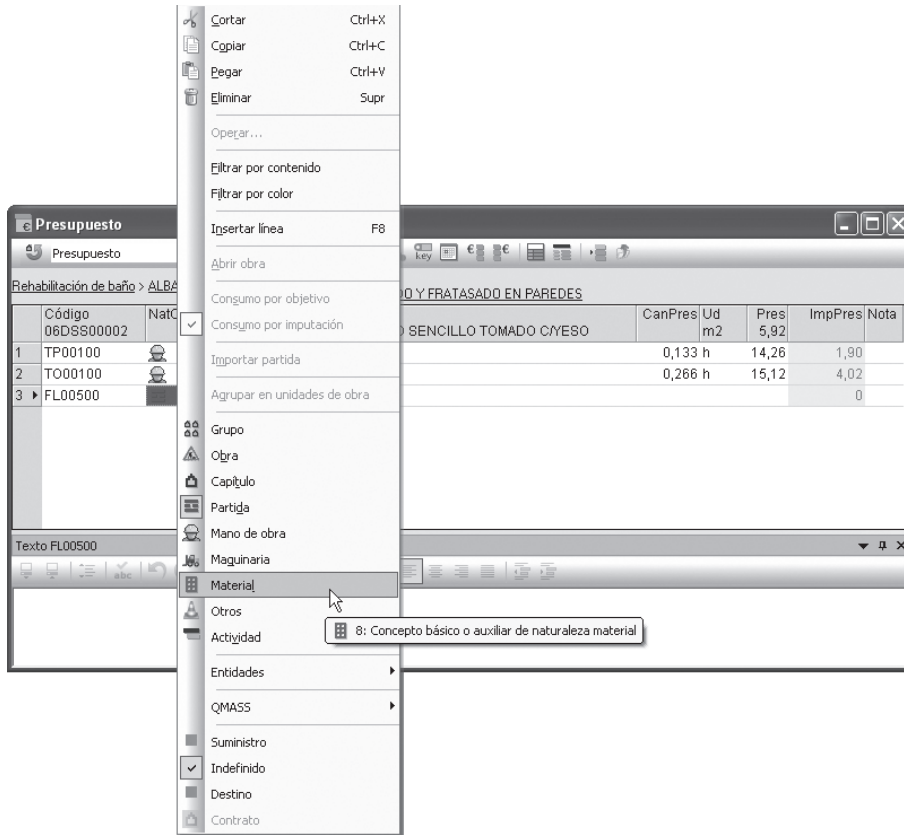 Cortar Ctrl+X
Copiar Ctrl+C
Pegar Ctrl+V
Eliminar Supr
Operar...
Filtrar por contenido
Filtrar por color
Insertar línea F8
Abrir obra
Consumo por objetivo
Consumo por imputación
Importar partida
Agrupar en unidades de obra
Grupo
Obra
Capítulo
Partida
Mano de obra
Maquinaria
Material
Otros
Actividad
8: Concepto básico o auxiliar de naturaleza material
Entidades
QMASS
Suministro
Indefinido
Destino
Contrato
Presupuesto
Presupuesto
key
Rehabilitación de baño > ALBA
O Y FRATASADO EN PAREDES
Código NatC CanPres Ud Pres ImpPres Nota
06DSS00002 SENCILLO TOMADO C/YESO m2 5,92
1 TP00100 0,133 h 14,26 1,90
2 TO00100 0,266 h 15,12 4,02
3 FL00500 0
Texto FL00500
abc